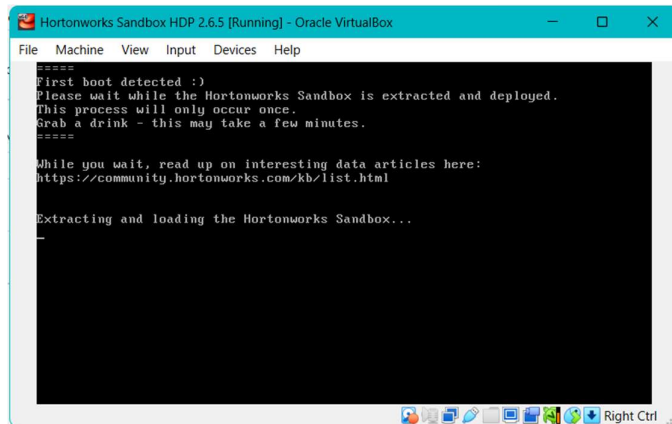 Hortonworks Sandbox HDP 2.6.5 [Running] - Oracle VirtualBox
File Machine View Input Devices Help
=====
First boot detected :)
Please wait while the Hortonworks Sandbox is extracted and deployed.
This process will only occur once.
Grab a drink - this may take a few minutes.
=====
While you wait, read up on interesting data articles here:
https://community.hortonworks.com/kb/list.html
Extracting and loading the Hortonworks Sandbox...
Right Ctrl